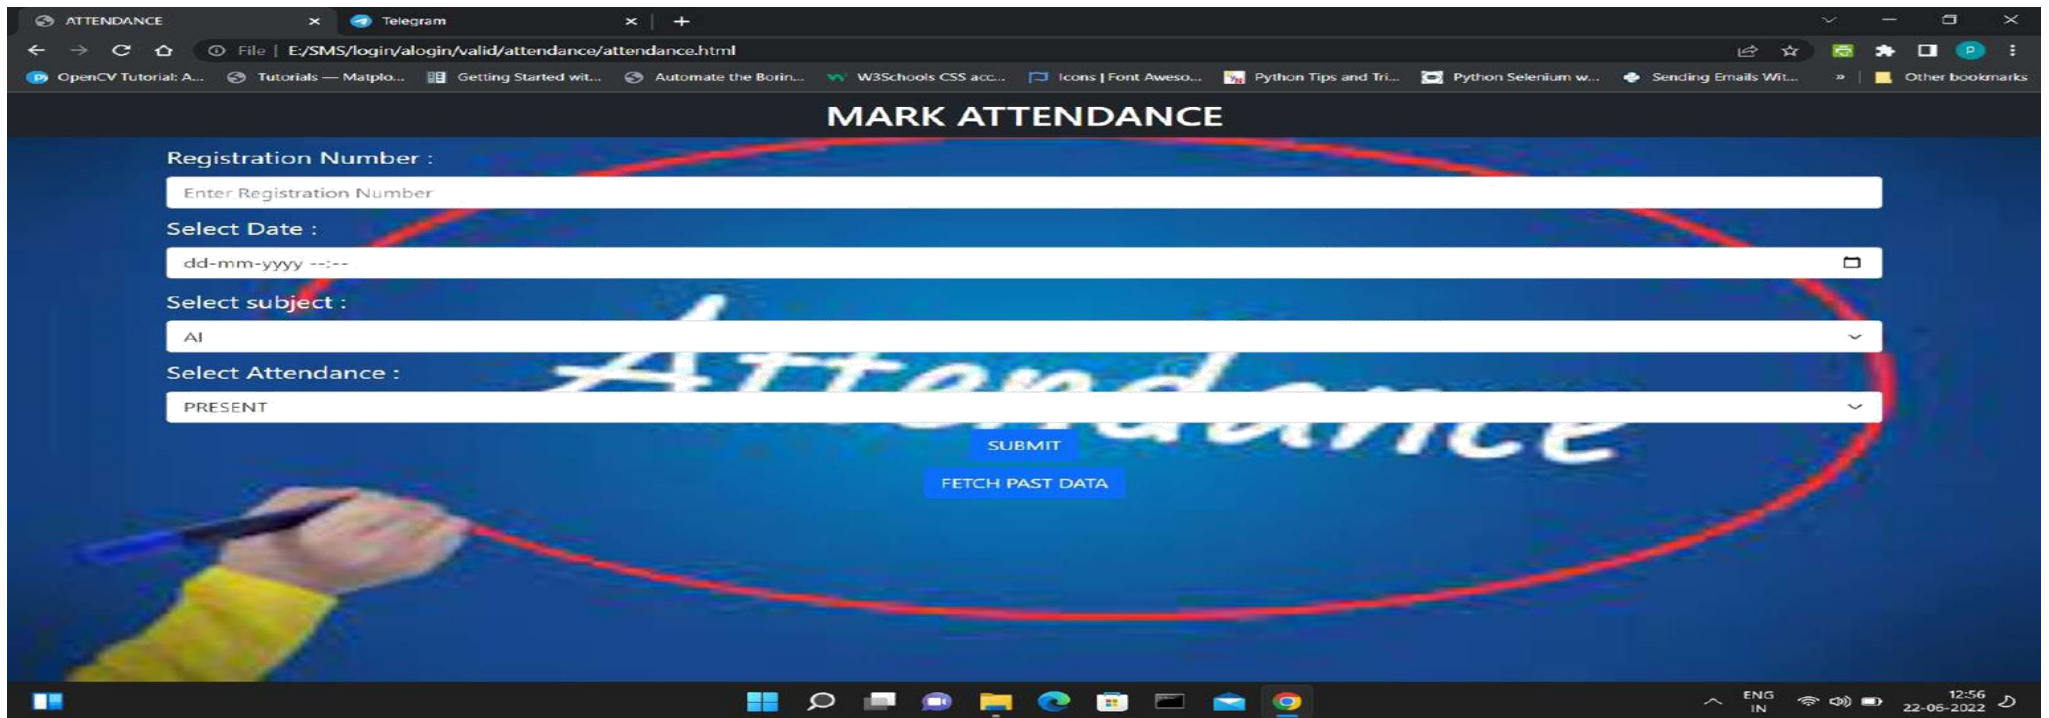 ATTENDANCE
Telegram
File | E:/SMS/login/alogin/valid/attendance/attendance.html
P
OpenCV Tutorial: A... Tutorials — Matplo... Getting Started wit... Automate the Borin... W3Schools CSS acc... Icons | Font Aweso... Python Tips and Tri... Python Selenium w... Sending Emails Wit... » Other bookmarks
MARK ATTENDANCE
Registration Number :
Enter Registration Number
Select Date :
dd-mm-yyyy --:--
Select subject :
AI
Select Attendance :
PRESENT
Attendance
SUBMIT
FETCH PAST DATA
ENG 12:56
IN 22-06-2022